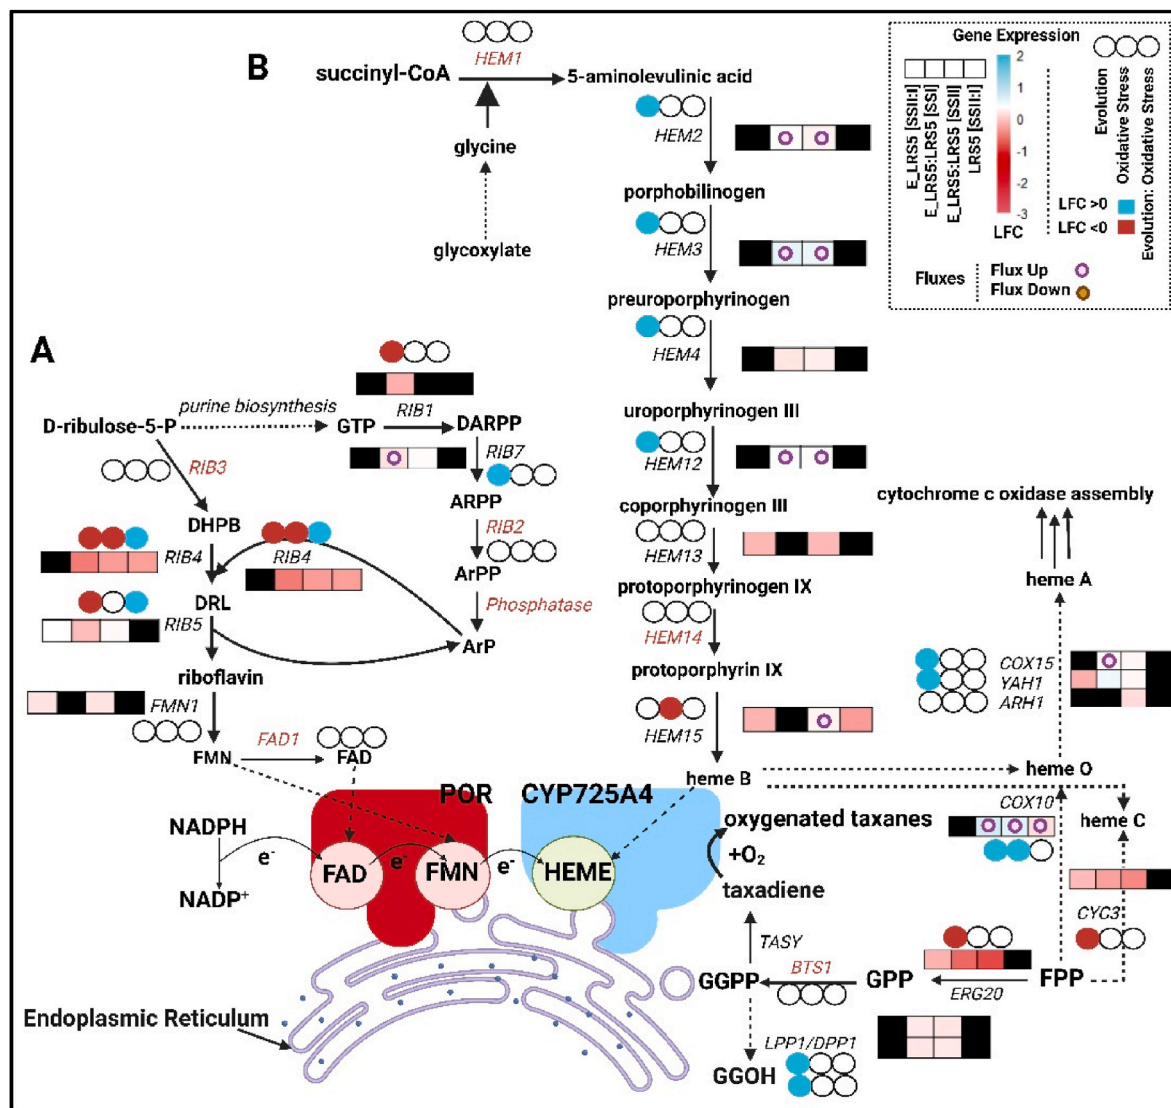 B
HEM1
succinyl-CoA
5-aminolevulinic acid
glycine
glycoxylate
HEM2
porphobilinogen
HEM3
preuroporphyrinogen
HEM4
uroporphyrinogen III
HEM12
coporphyrinogen III
HEM13
protoporphyrinogen IX
HEM14
protoporphyrin IX
HEM15
heme B
Gene Expression
E_LRS5 [SSII:I]
E_LRS5:LRS5 [SSI]
E_LRS5:LRS5 [SSII]
LRS5 [SSII:I]
2
1
0
-1
-2
-3
LFC
Evolution
Oxidative Stress
Evolution: Oxidative Stress
LFC >0
LFC <0
Fluxes
Flux Up
Flux Down
A
D-ribulose-5-P
purine biosynthesis
GTP
RIB1
DARPP
RIB3
RIB7
ARPP
DHPB
RIB2
RIB4
RIB4
ArPP
DRL
Phosphatase
RIB5
ArP
riboflavin
FMN1
FMN
FAD1
FAD
cytochrome c oxidase assembly
heme A
COX15
YAH1
ARH1
heme O
COX10
heme C
CYC3
POR
CYP725A4
NADPH
e-
NADP+
FAD
e-
FMN
e-
HEME
oxygenated taxanes
+O2
taxadiene
TASY
GGPP
BTS1
GPP
ERG20
FPP
LPP1/DPP1
GGOH
Endoplasmic Reticulum